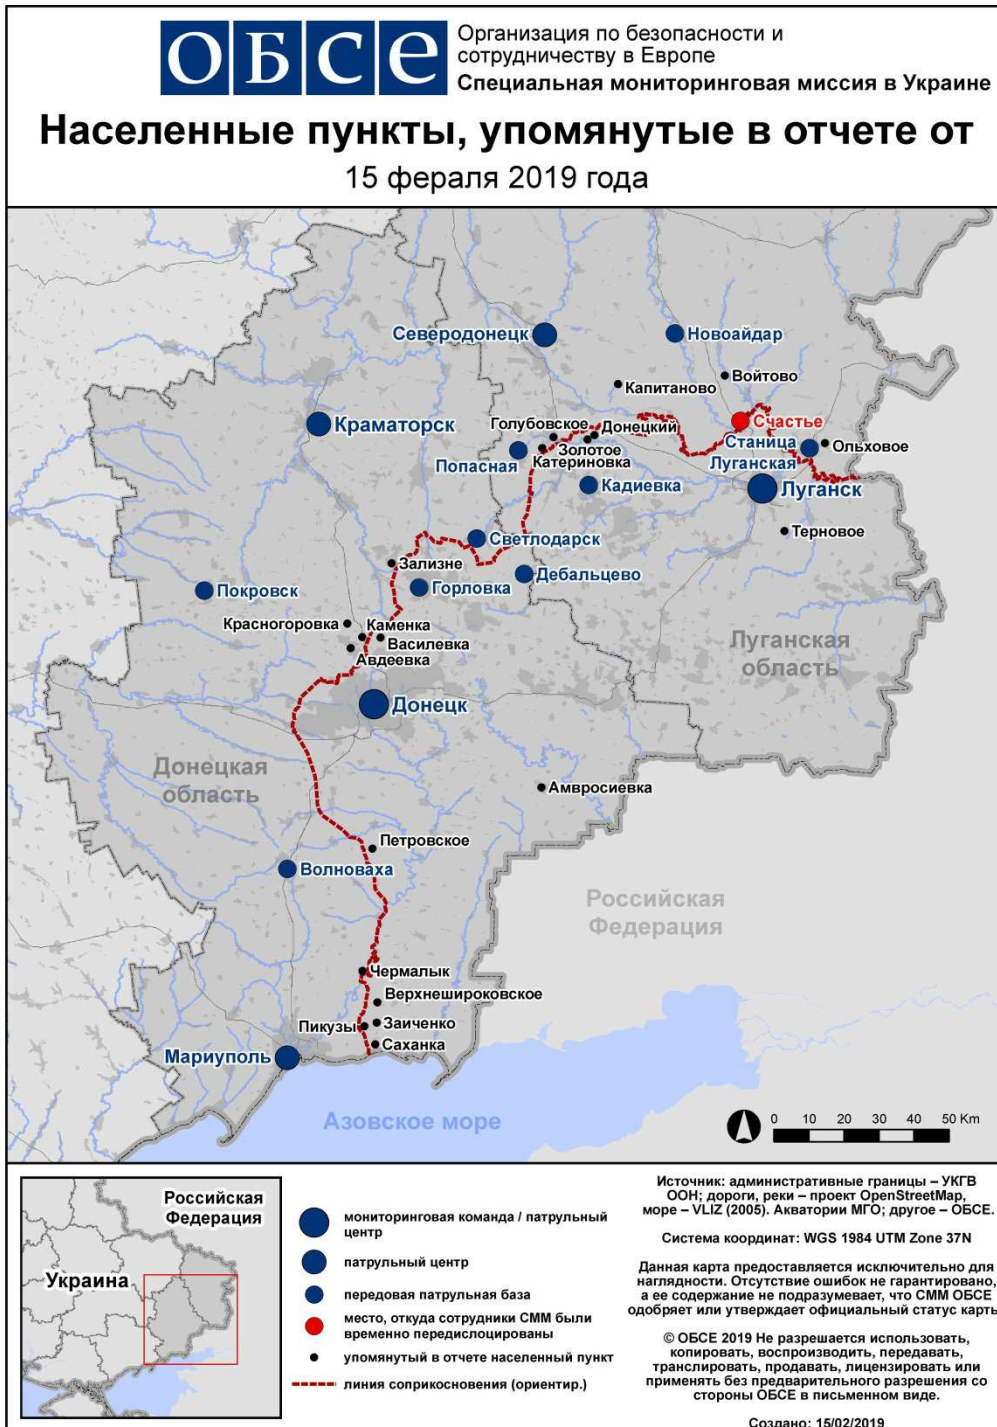 ОБСЕ
Организация по безопасности и
сотрудничеству в Европе
Специальная мониторинговая миссия в Украине
Населенные пункты, упомянутые в отчете от
15 фераля 2019 года
Северодонецк
Новоайдар
Войтово
Капитаново
Краматорск
Голубовское
Донецкий
Счастье
Золотое
Станица
Луганская
Ольховое
Попасная
Катериновка
Кадиевка
Луганск
Светлодарск
Терновое
Зализне
Дебальцево
Покровск
Горловка
Красногоровка
Каменка
Василевка
Авдеевка
Луганская
область
Донецк
Донецкая
область
Амвросиевка
Петровское
Волноваха
Российская
Федерация
Чермалык
Верхнешироковское
Пикузы
Заиченко
Саханка
Мариуполь
Азовское море
0 10 20 30 40 50 Km
Российская
Федерация
Украина
мониторинговая команда / патрульный
центр
патрульный центр
передовая патрульная база
место, откуда сотрудники СММ были
временно передислоцированы
упомянутый в отчете населенный пункт
линия соприкосновения (ориентир.)
Источник: административные границы – УКГВ
ООН; дороги, реки – проект OpenStreetMap,
море – VLIZ (2005). Акватории МГО; другое – ОБСЕ.
Система координат: WGS 1984 UTM Zone 37N
Данная карта предоставляется исключительно для
наглядности. Отсутствие ошибок не гарантировано,
а ее содержание не подразумевает, что СММ ОБСЕ
одобряет или утверждает официальный статус карты
© ОБСЕ 2019 Не разрешается использовать,
копировать, воспроизводить, передавать,
транслировать, продавать, лицензировать или
применять без предварительного разрешения со
стороны ОБСЕ в письменном виде.
Создано: 15/02/2019